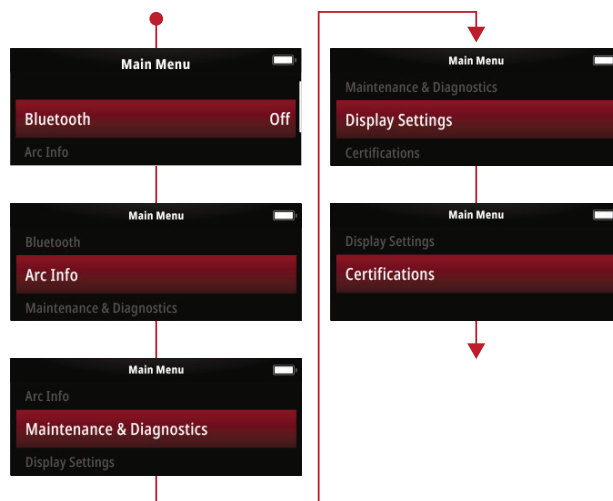 Main Menu
Bluetooth Off
Arc Info
Main Menu
Bluetooth
Arc Info
Maintenance & Diagnostics
Main Menu
Arc Info
Maintenance & Diagnostics
Display Settings
Main Menu
Maintenance & Diagnostics
Display Settings
Certifications
Main Menu
Display Settings
Certifications